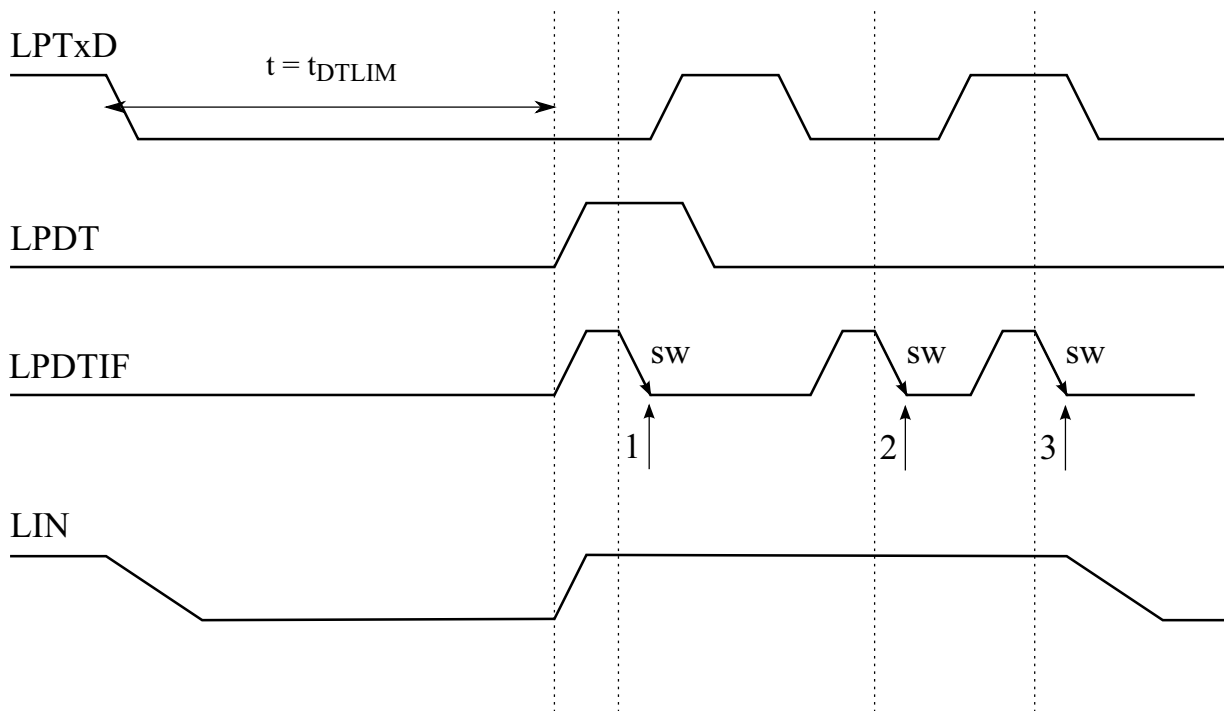 LPTxD
t = tDTLIM
LPDT
LPDTIF
sw
sw
sw
1
2
3
LIN